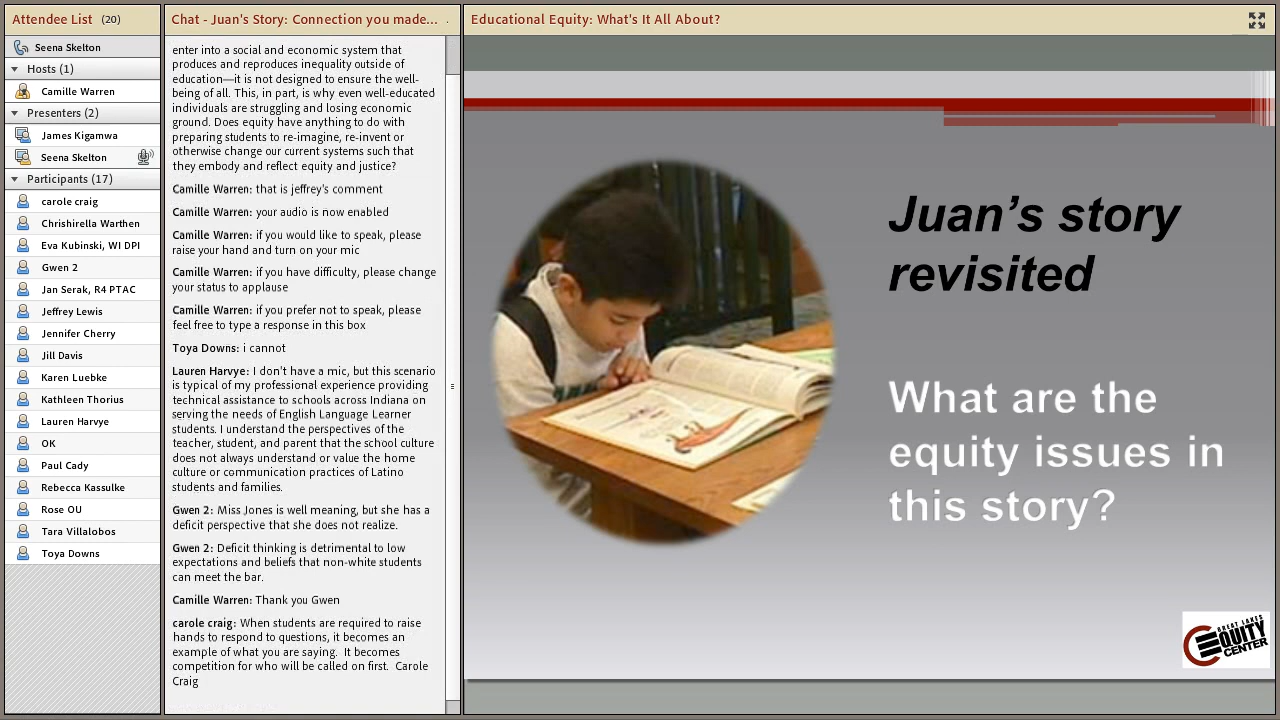 Attendee List (20)
Seena Skelton
Hosts (1)
Camille Warren
Presenters (2)
James Kigamwa
Seena Skelton
Participants (17)
carole craig
Chrishirella Warthen
Eva Kubinski, WI DPI
Gwen 2
Jan Serak, R4 PTAC
Jeffrey Lewis
Jennifer Cherry
Jill Davis
Karen Luebke
Kathleen Thorius
Lauren Harvye
OK
Paul Cady
Rebecca Kassulke
Rose OU
Tara Villalobos
Toya Downs
Chat - Juan's Story: Connection you made...
enter into a social and economic system that
produces and reproduces inequality outside of
education—it is not designed to ensure the well-
being of all. This, in part, is why even well-educated
individuals are struggling and losing economic
ground. Does equity have anything to do with
preparing students to re-imagine, re-invent or
otherwise change our current systems such that
they embody and reflect equity and justice?
Camille Warren: that is jeffrey's comment
Camille Warren: your audio is now enabled
Camille Warren: if you would like to speak, please
raise your hand and turn on your mic
Camille Warren: if you have difficulty, please change
your status to applause
Camille Warren: if you prefer not to speak, please
feel free to type a response in this box
Toya Downs: i cannot
Lauren Harvye: I don't have a mic, but this scenario
is typical of my professional experience providing
technical assistance to schools across Indiana on
serving the needs of English Language Learner
students. I understand the perspectives of the
teacher, student, and parent that the school culture
does not always understand or value the home
culture or communication practices of Latino
students and families.
Gwen 2: Miss Jones is well meaning, but she has a
deficit perspective that she does not realize.
Gwen 2: Deficit thinking is detrimental to low
expectations and beliefs that non-white students
can meet the bar.
Camille Warren: Thank you Gwen
carole craig: When students are required to raise
hands to respond to questions, it becomes an
example of what you are saying.  It becomes
competition for who will be called on first.  Carole
Craig
Educational Equity: What's It All About?
Juan's story
revisited
What are the
equity issues in
this story?
GREAT LAKES
EQUITY
CENTER